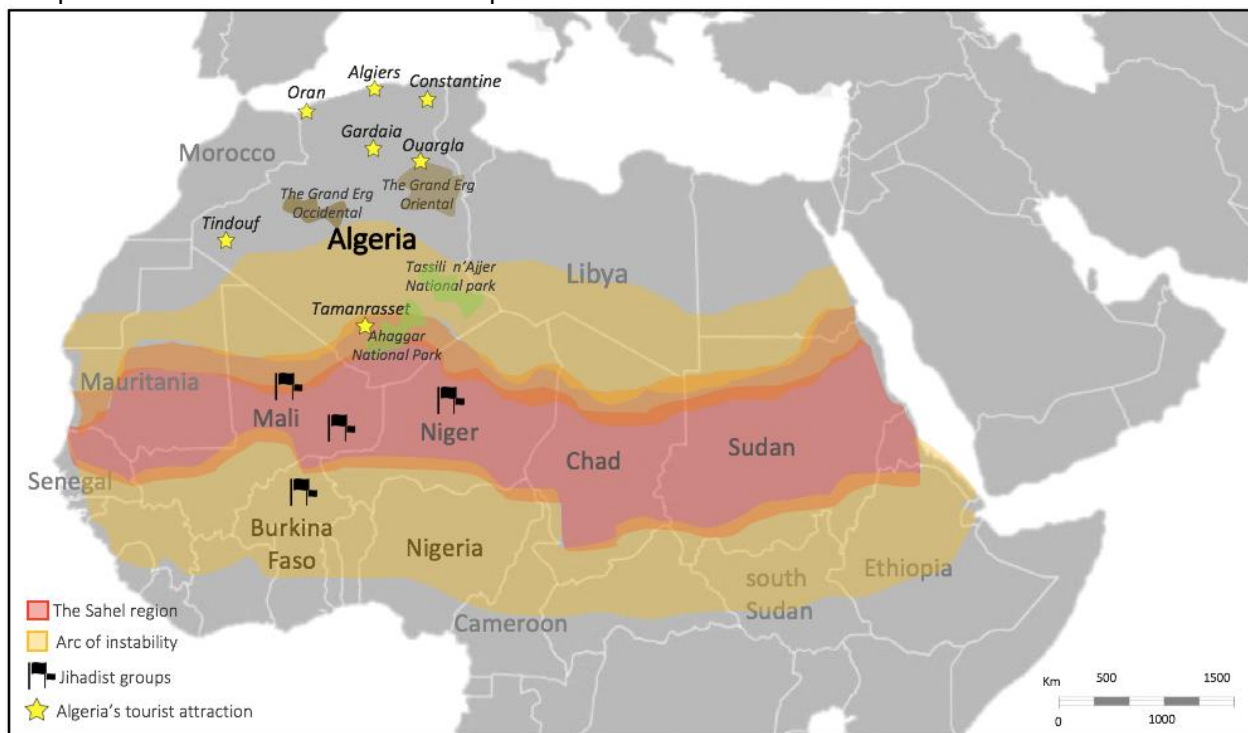 Algiers
Constantine
Oran
Gardaia
Ouargla
Morocco
The Grand Erg
Occidental
The Grand Erg
Oriental
Tindouf
Algeria
Tassili n'Ajjer
National park
Libya
Tamanrasset
Ahaggar
National Park
Mauritania
Mali
Niger
Chad
Sudan
Senegal
Burkina
Faso
Nigeria
Ethiopia
south
Sudan
Cameroon
The Sahel region
Arc of instability
Jihadist groups
Algeria's tourist attraction
Km 500 1500
0 1000